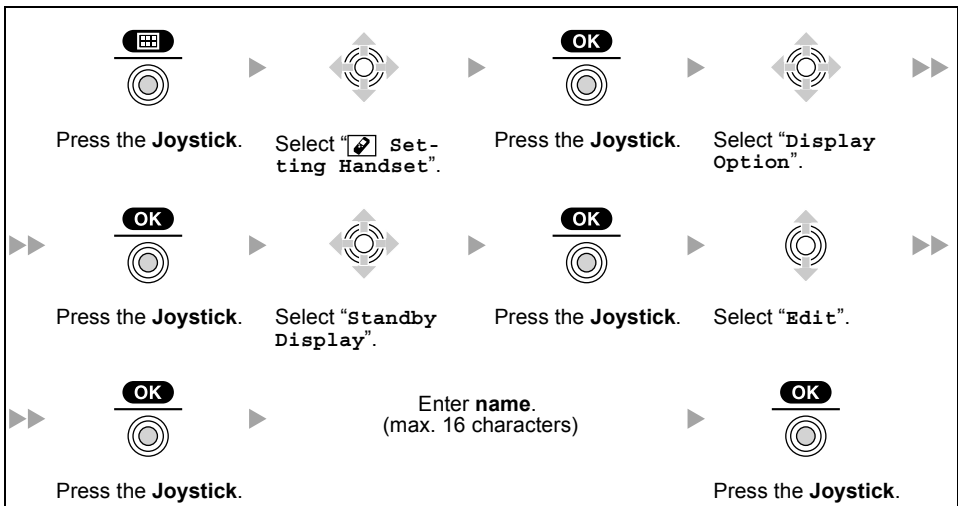 OK
Press the Joystick.
Select “ Set-
ting Handset”.
Press the Joystick.
Select “Display
Option”.
OK
OK
Press the Joystick.
Select “Standby
Display”.
Press the Joystick.
Select “Edit”.
OK
Enter name.
(max. 16 characters)
OK
Press the Joystick.
Press the Joystick.